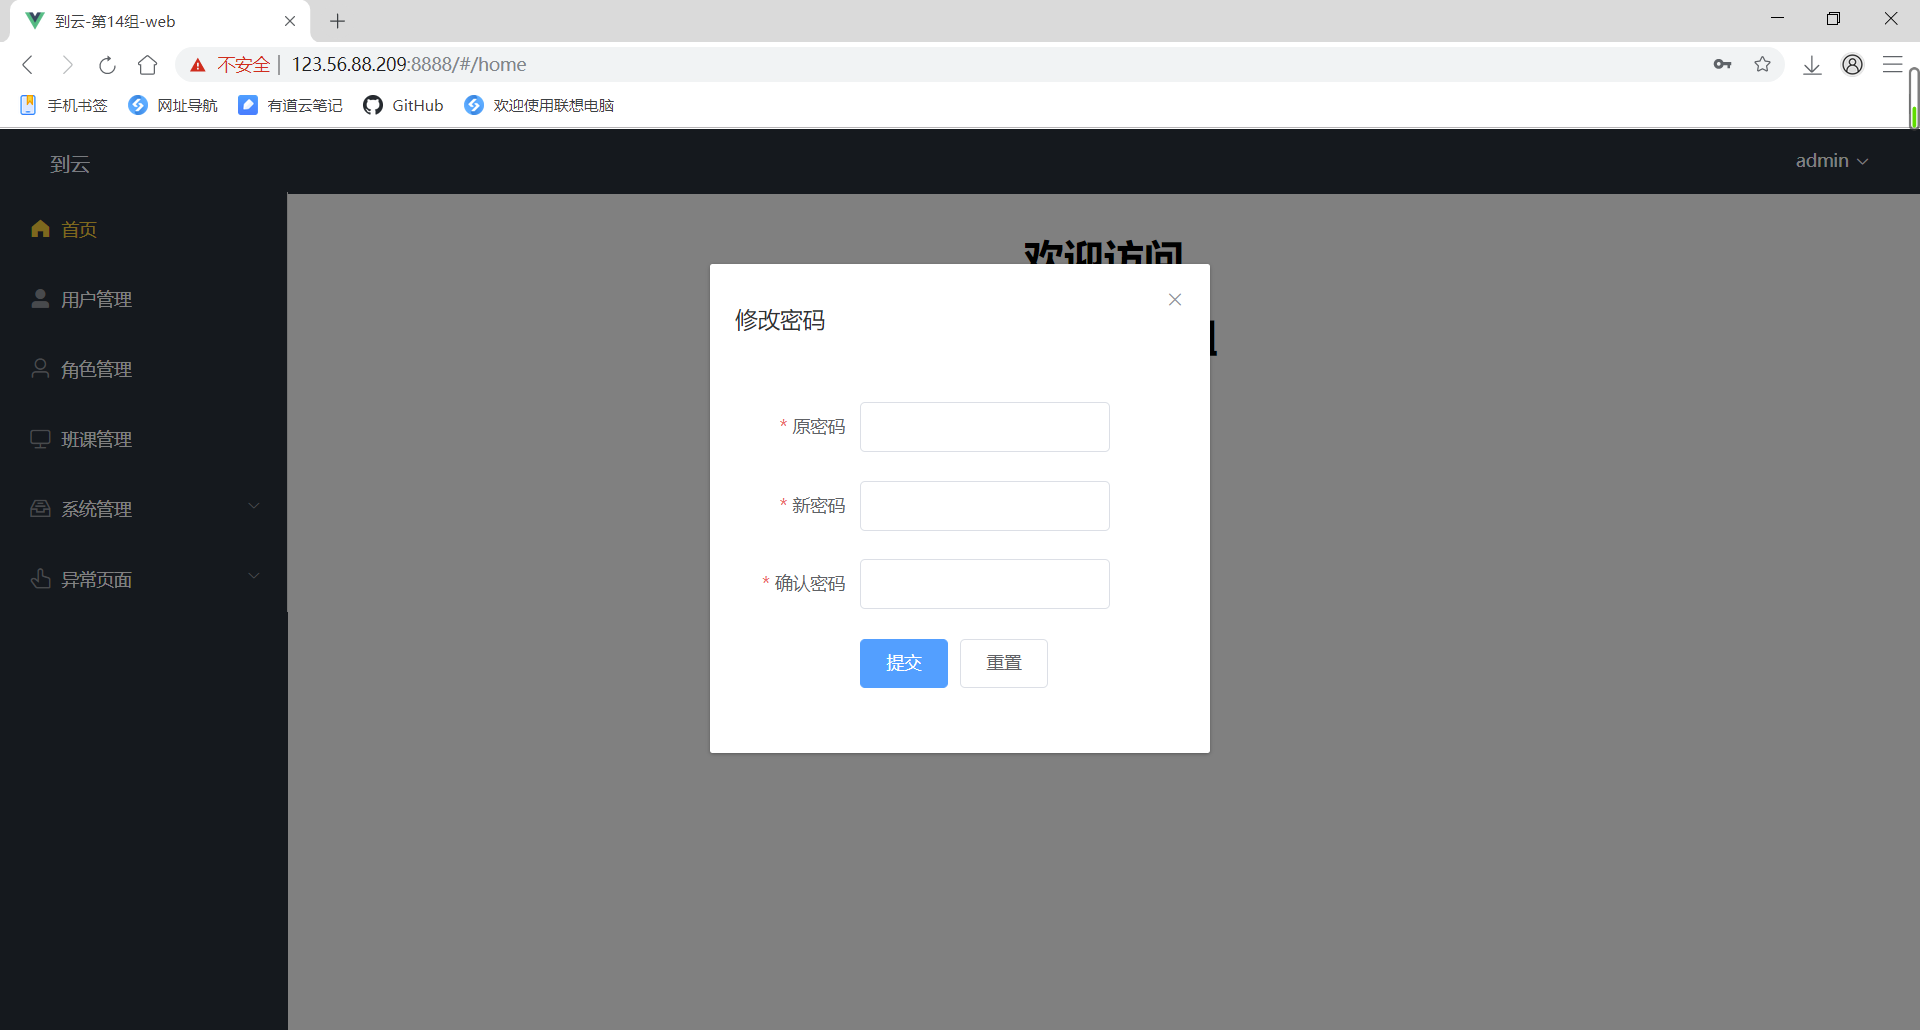 到云-第14组-web
不安全 | 123.56.88.209:8888/#/home
手机书签 网址导航 有道云笔记 GitHub 欢迎使用联想电脑
到云 admin
首页
用户管理
角色管理
班课管理
系统管理
异常页面
欢迎访问
修改密码
* 原密码
* 新密码
* 确认密码
提交 重置